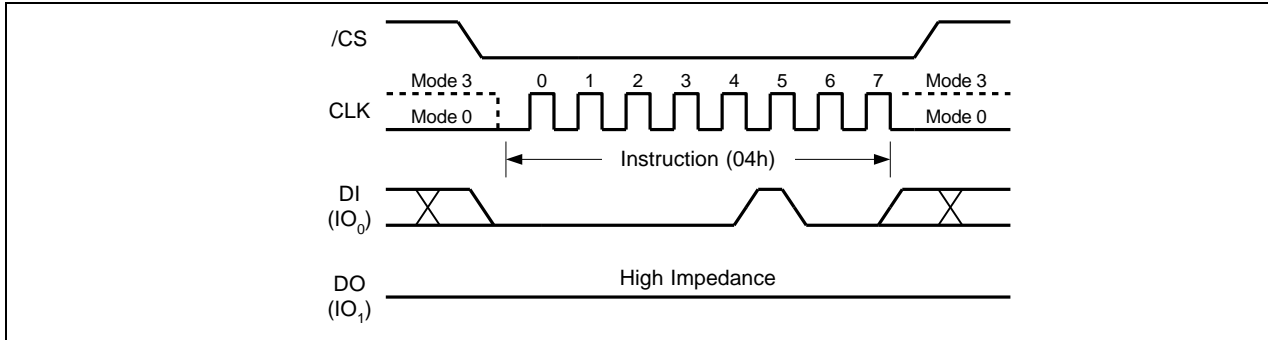 /CS
Mode 3 0 1 2 3 4 5 6 7 Mode 3
CLK
Mode 0 Mode 0
Instruction (04h)
DI
(IO₀)
High Impedance
DO
(IO₁)